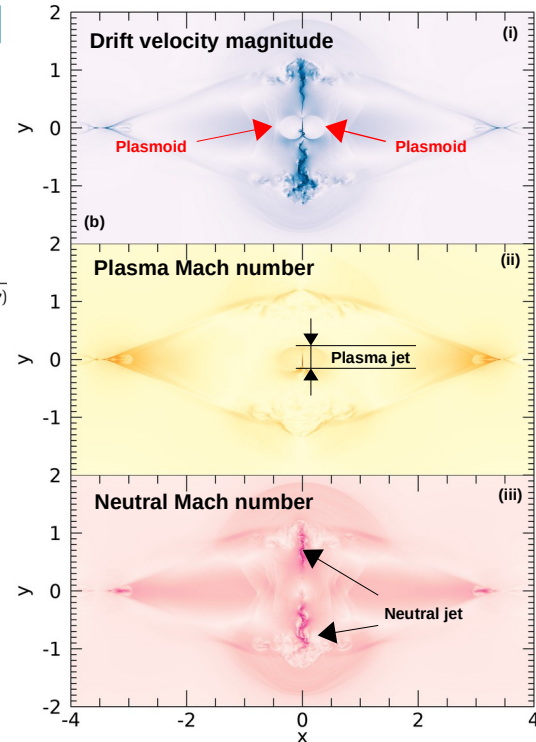 Drift velocity magnitude
(i)
2
1
0
-1
y
Plasmoid
Plasmoid
(b)
Plasma Mach number
(ii)
2
1
0
-1
y
Plasma jet
Neutral Mach number
(iii)
2
1
0
-1
-2
y
Neutral jet
-4
-2
0
2
4
x